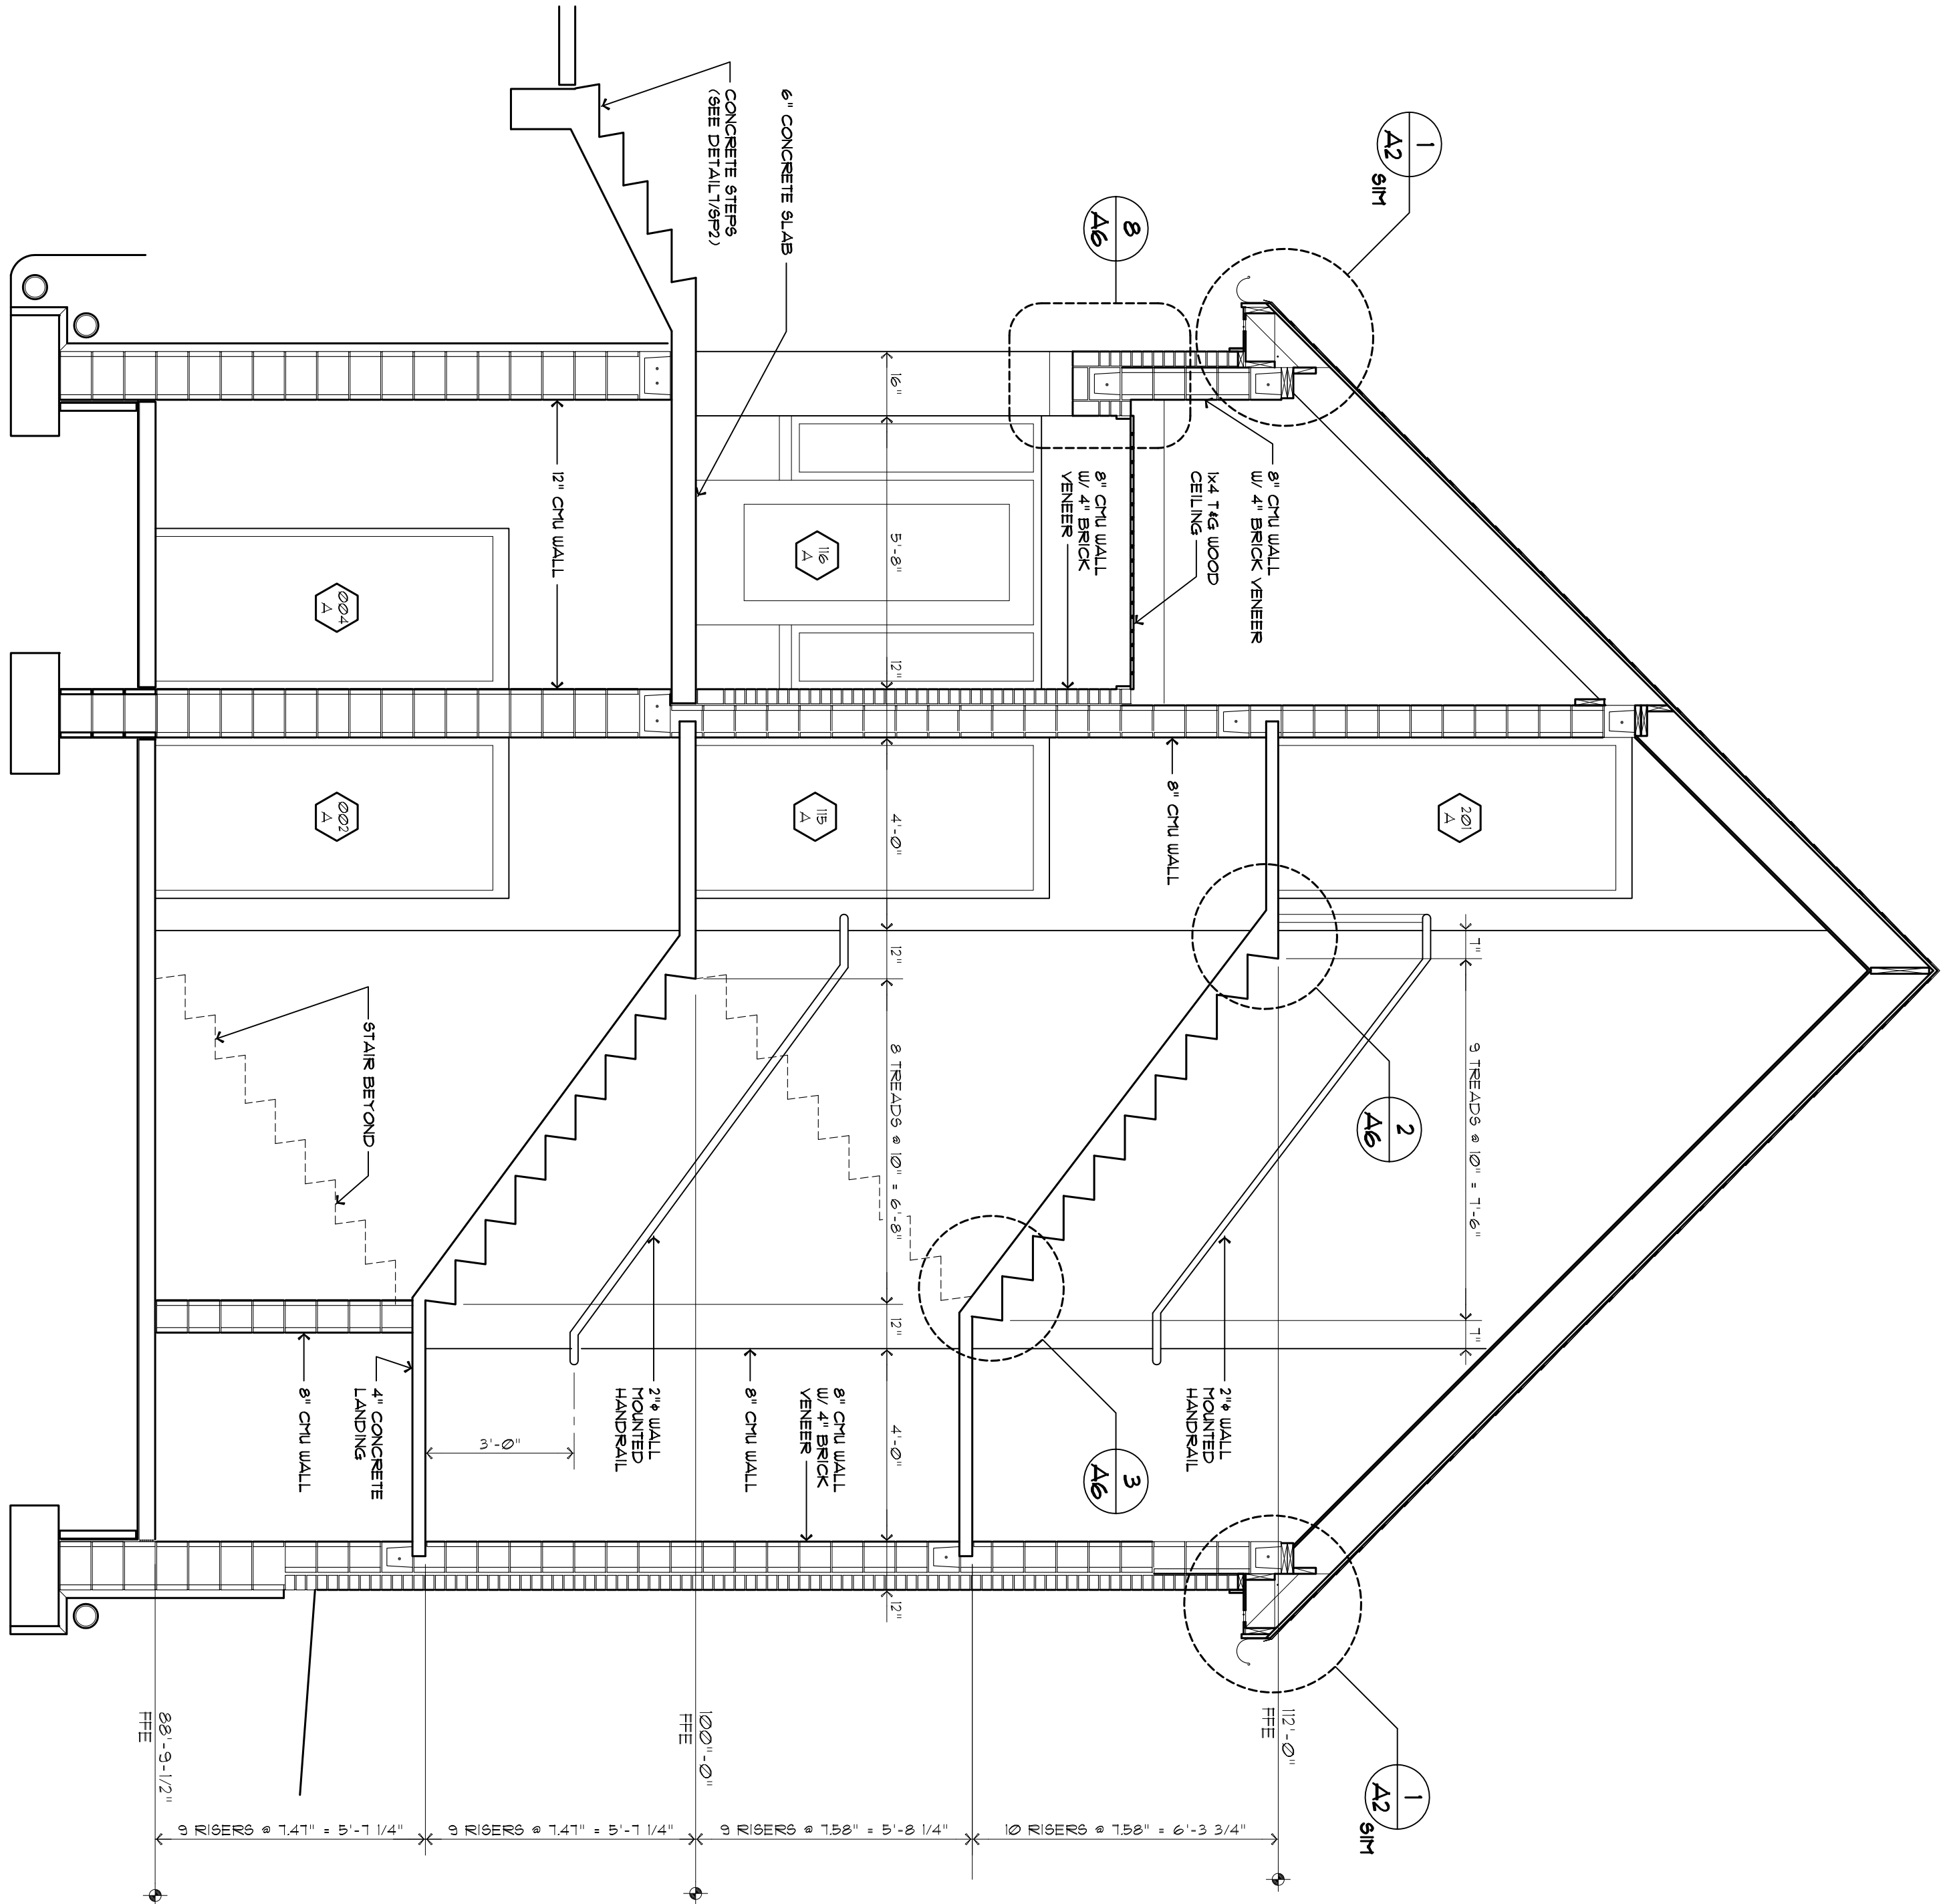 1
A2
SIM
8
A6
6" CONCRETE SLAB
CONCRETE STEPS
(SEE DETAIL 7/SP2)
16"
8" CMU WALL
W/ 4" BRICK VENEER
1x4 T&G WOOD
CEILING
8" CMU WALL
W/ 4" BRICK
VENEER
12" CMU WALL
5'-8"
116
A
004
A
12"
201
A
8" CMU WALL
4'-0"
115
A
002
A
7"
12"
9 TREADS @ 10" = 7'-6"
2
A6
8 TREADS @ 10" = 6'-8"
STAIR BEYOND
7"
12"
2"φ WALL
MOUNTED
HANDRAIL
3
A6
4'-0"
8" CMU WALL
W/ 4" BRICK
VENEER
8" CMU WALL
2"φ WALL
MOUNTED
HANDRAIL
3'-0"
4" CONCRETE
LANDING
8" CMU WALL
12"
1
A2
SIM
112'-0"
FFE
100'-0"
FFE
88'-9-1/2"
FFE
10 RISERS @ 7.58" = 6'-3 3/4"
9 RISERS @ 7.58" = 5'-8 1/4"
9 RISERS @ 7.47" = 5'-7 1/4"
9 RISERS @ 7.47" = 5'-7 1/4"